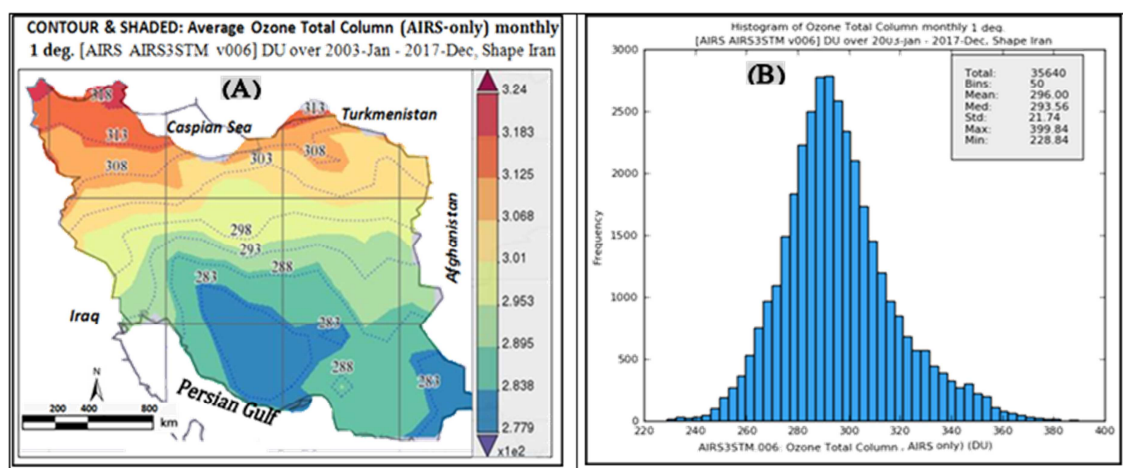 CONTOUR & SHADED: Average Ozone Total Column (AIRS-only) monthly
1 deg. [AIRS AIRS3STM v006] DU over 2003-Jan - 2017-Dec, Shape Iran
(A)
318
313
Turkmenistan
Caspian Sea
313
308
303
308
298
293
288
283
283
288
283
Afghanistan
Iraq
N
Persian Gulf
200 400 800
km
3.24
3.183
3.125
3.068
3.01
2.953
2.895
2.838
2.779
x1e2
Histogram of Ozone Total Column monthly 1 deg.
[AIRS AIRS3STM v006] DU over 2003-Jan - 2017-Dec, Shape Iran
(B)
Total: 35640
Bins: 50
Mean: 296.00
Med: 293.56
Std: 21.74
Max: 399.84
Min: 228.84
Frequency
3000
2500
2000
1500
1000
500
0
220 240 260 280 300 320 340 360 380 400
AIRS3STM 006: Ozone Total Column , AIRS only) (DU)